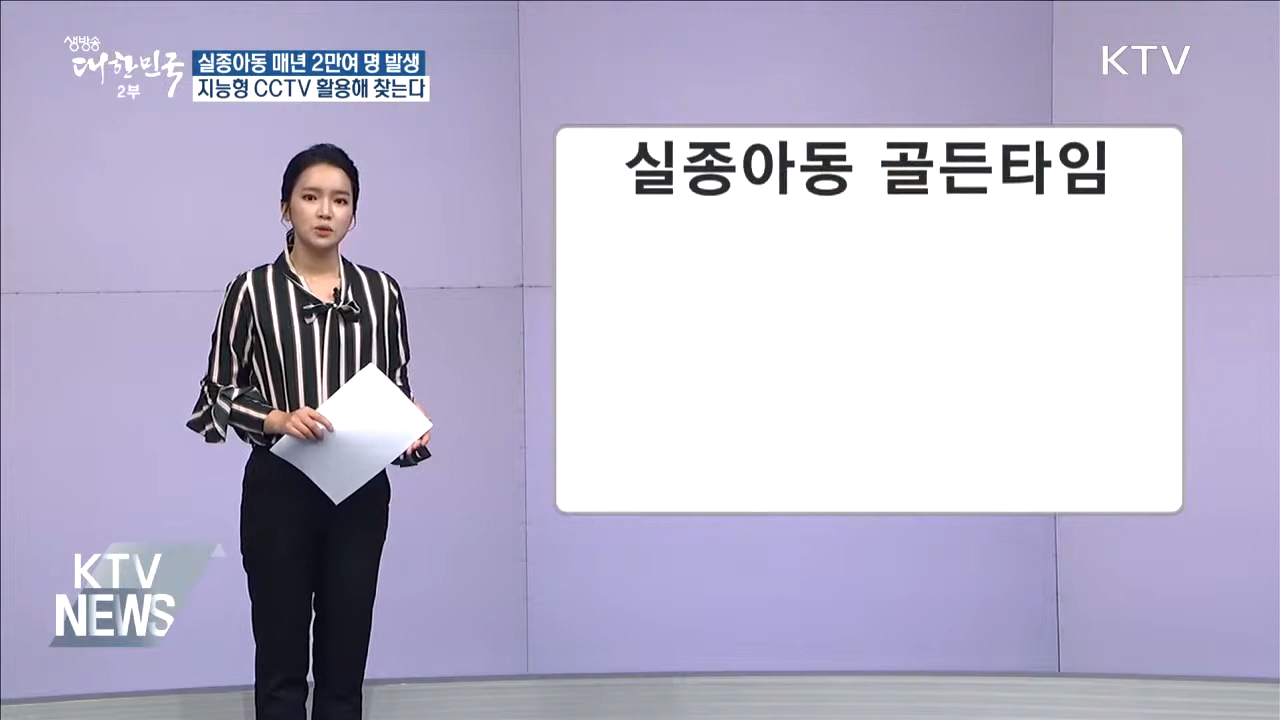 생방송
대한민국
2부
실종아동 매년 2만여 명 발생
지능형 CCTV 활용해 찾는다
KTV
실종아동 골든타임
KTV
NEWS